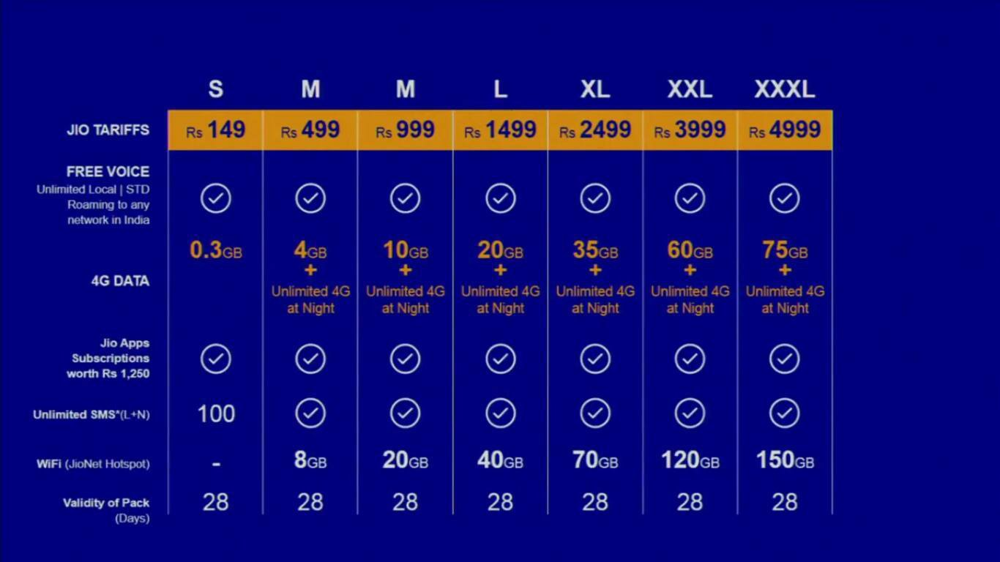 S M M L XL XXL XXXL
JIO TARIFFS Rs 149 Rs 499 Rs 999 Rs 1499 Rs 2499 Rs 3999 Rs 4999
FREE VOICE
Unlimited Local | STD
Roaming to any
network in India
0.3GB 4GB 10GB 20GB 35GB 60GB 75GB
+ + + + + +
4G DATA
Unlimited 4G Unlimited 4G Unlimited 4G Unlimited 4G Unlimited 4G Unlimited 4G
at Night at Night at Night at Night at Night at Night
Jio Apps
Subscriptions
worth Rs 1,250
Unlimited SMS*(L+N) 100
WiFi (JioNet Hotspot) - 8GB 20GB 40GB 70GB 120GB 150GB
Validity of Pack 28 28 28 28 28 28 28
(Days)